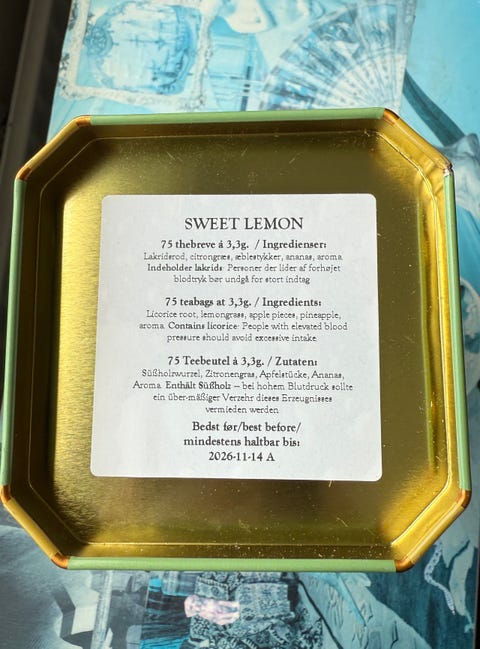 SWEET LEMON
75 thebreve á 3,3g. / Ingredienser:
Lakridsrod, citrongræs, æblestykker, ananas, aroma.
Indeholder lakrids: Personer der lider af forhøjet
blodtryk bør undgå for stort indtag
75 teabags at 3,3g. / Ingredients:
Licorice root, lemongrass, apple pieces, pineapple,
aroma. Contains licorice: People with elevated blood
pressure should avoid excessive intake.
75 Teebeutel á 3,3g. / Zutaten:
Süßholzwurzel, Zitronengras, Apfelstücke, Ananas,
Aroma. Enthält Süßholz – bei hohem Blutdruck sollte
ein über-mäßiger Verzehr dieses Erzeugnisses
vermieden werden
Bedst før/best before/
mindestens haltbar bis:
2026-11-14 A